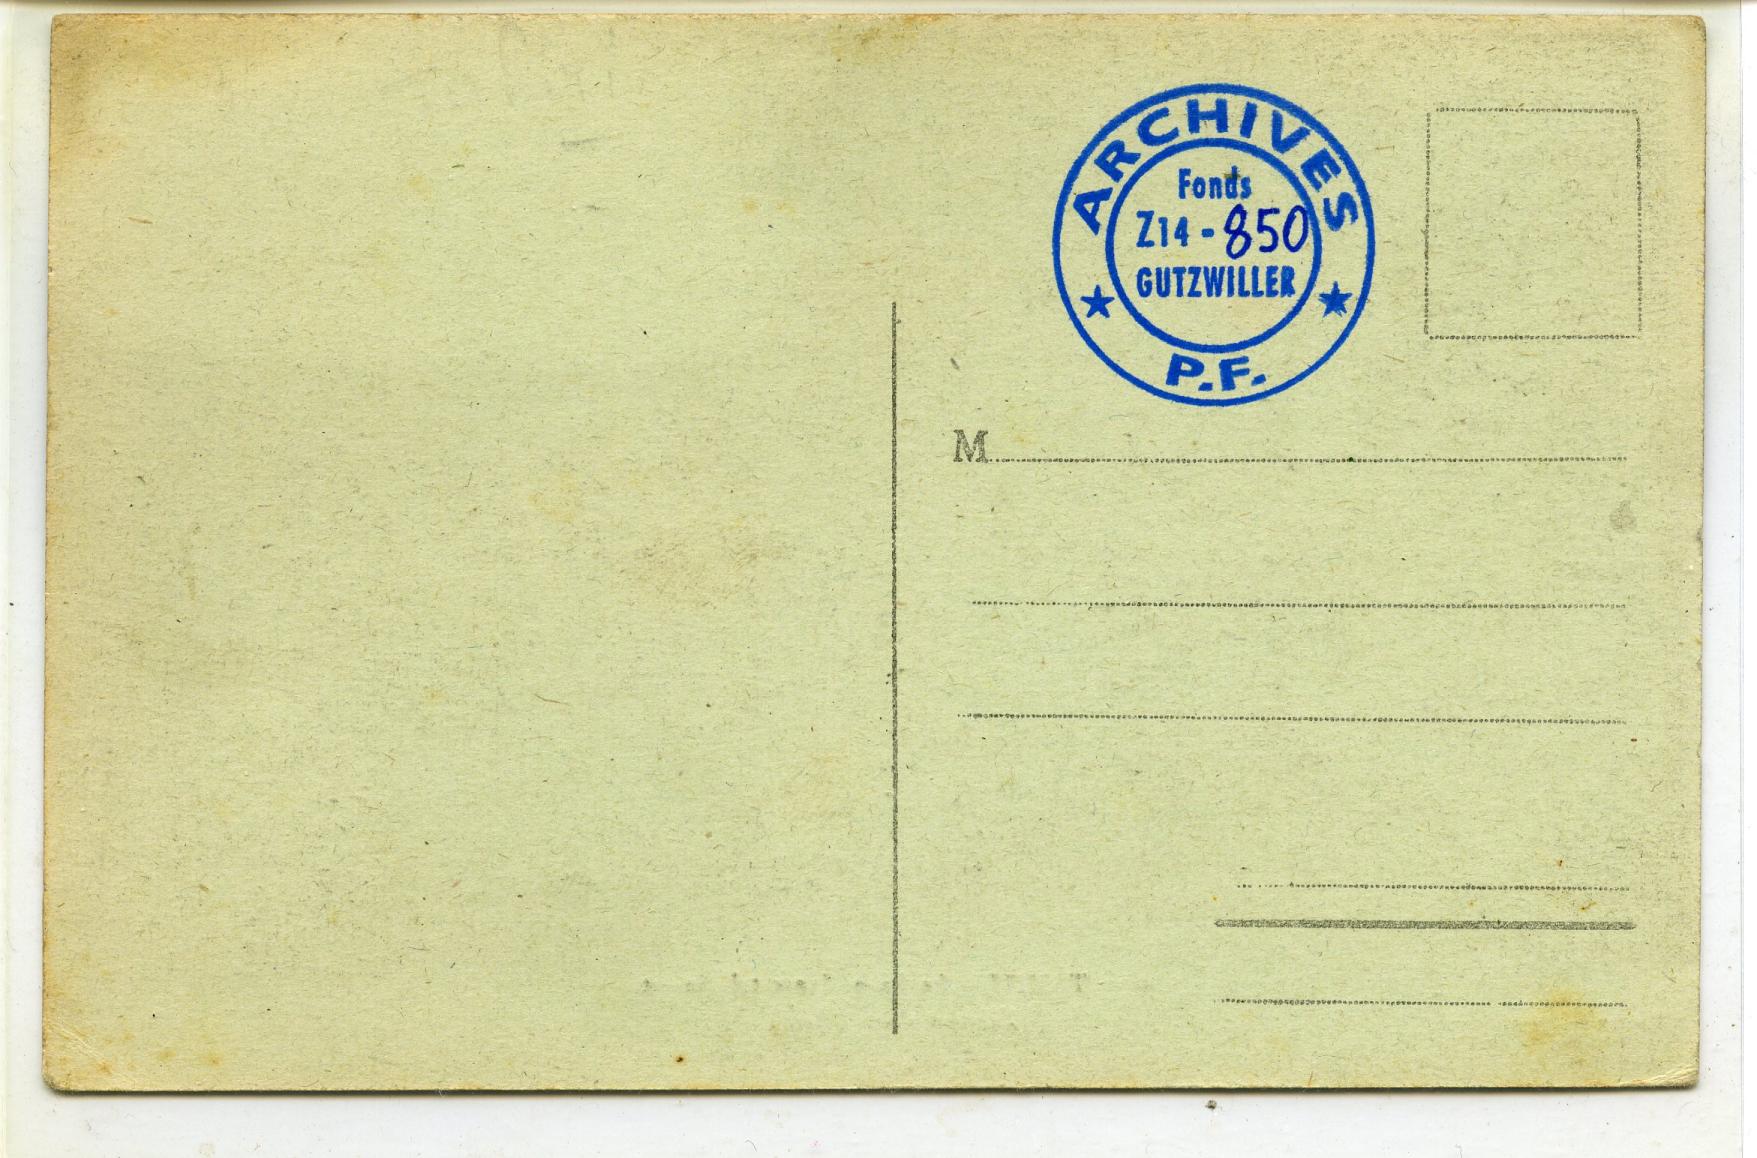 ARCHIVES
Fonds
Z14 - 850
GUTZWILLER
P.F.
M